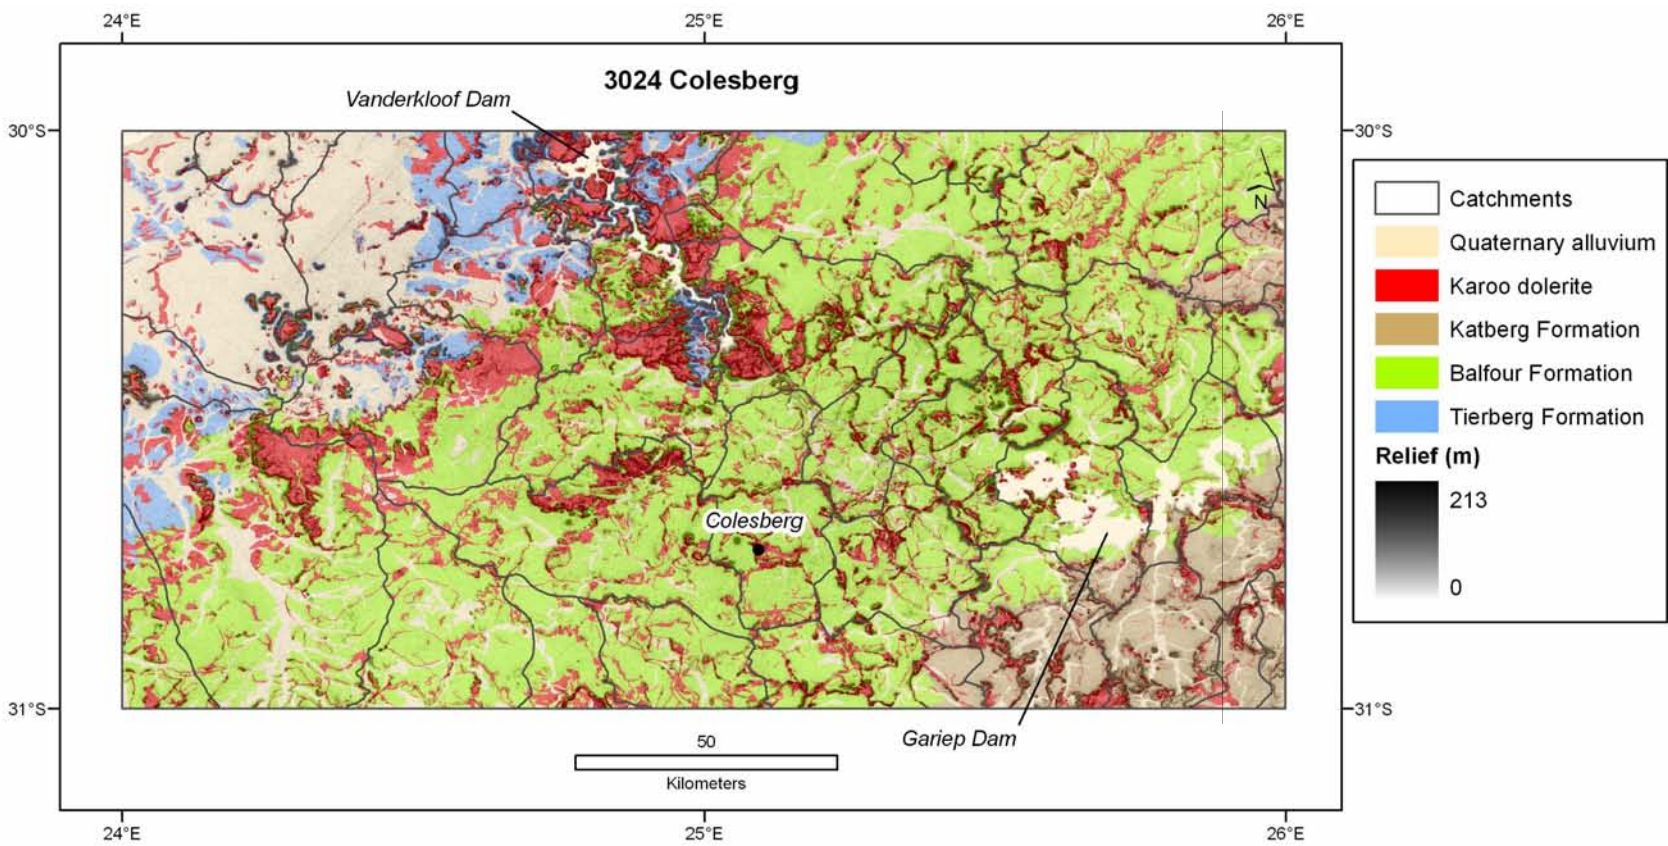 24°E
25°E
26°E
3024 Colesberg
Vanderkloof Dam
30°S
30°S
N
Colesberg
31°S
31°S
Gariep Dam
50
Kilometers
24°E
25°E
26°E
Catchments
Quaternary alluvium
Karoo dolerite
Katberg Formation
Balfour Formation
Tierberg Formation
Relief (m)
213
0